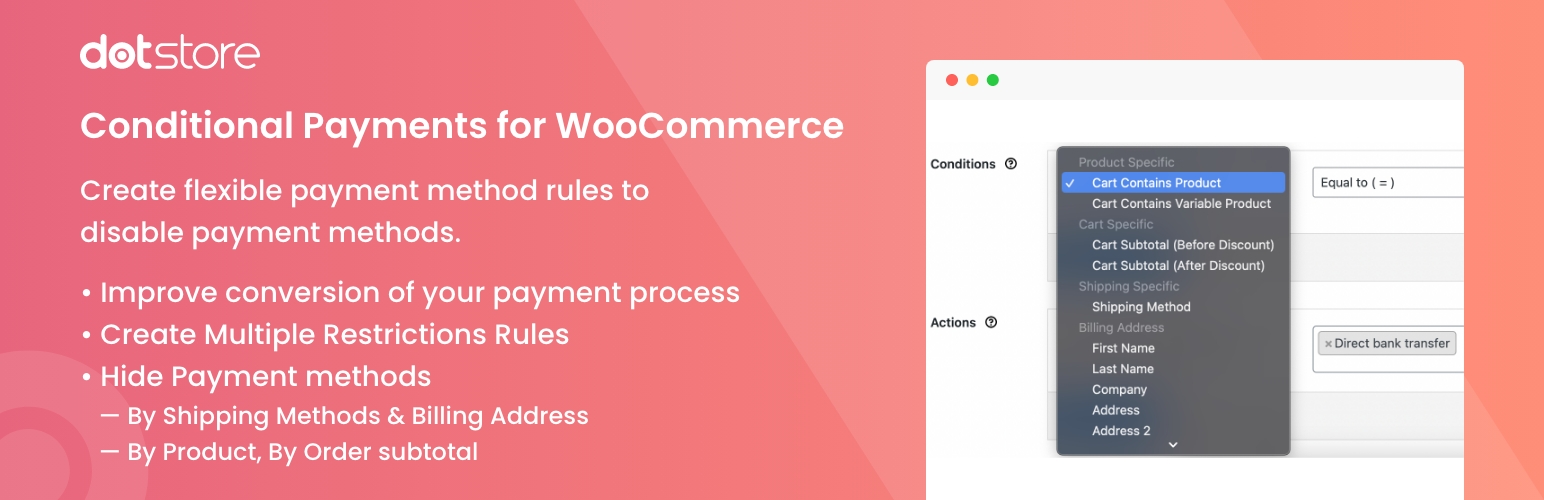 dotstore
Conditional Payments for WooCommerce
Create flexible payment method rules to
disable payment methods.
• Improve conversion of your payment process
• Create Multiple Restrictions Rules
• Hide Payment methods
— By Shipping Methods & Billing Address
— By Product, By Order subtotal
Conditions
Product Specific
✓ Cart Contains Product
Equal to ( = )
Cart Contains Variable Product
Cart Specific
Cart Subtotal (Before Discount)
Cart Subtotal (After Discount)
Shipping Specific
Shipping Method
Actions
Billing Address
First Name
× Direct bank transfer
Last Name
Company
Address
Address 2